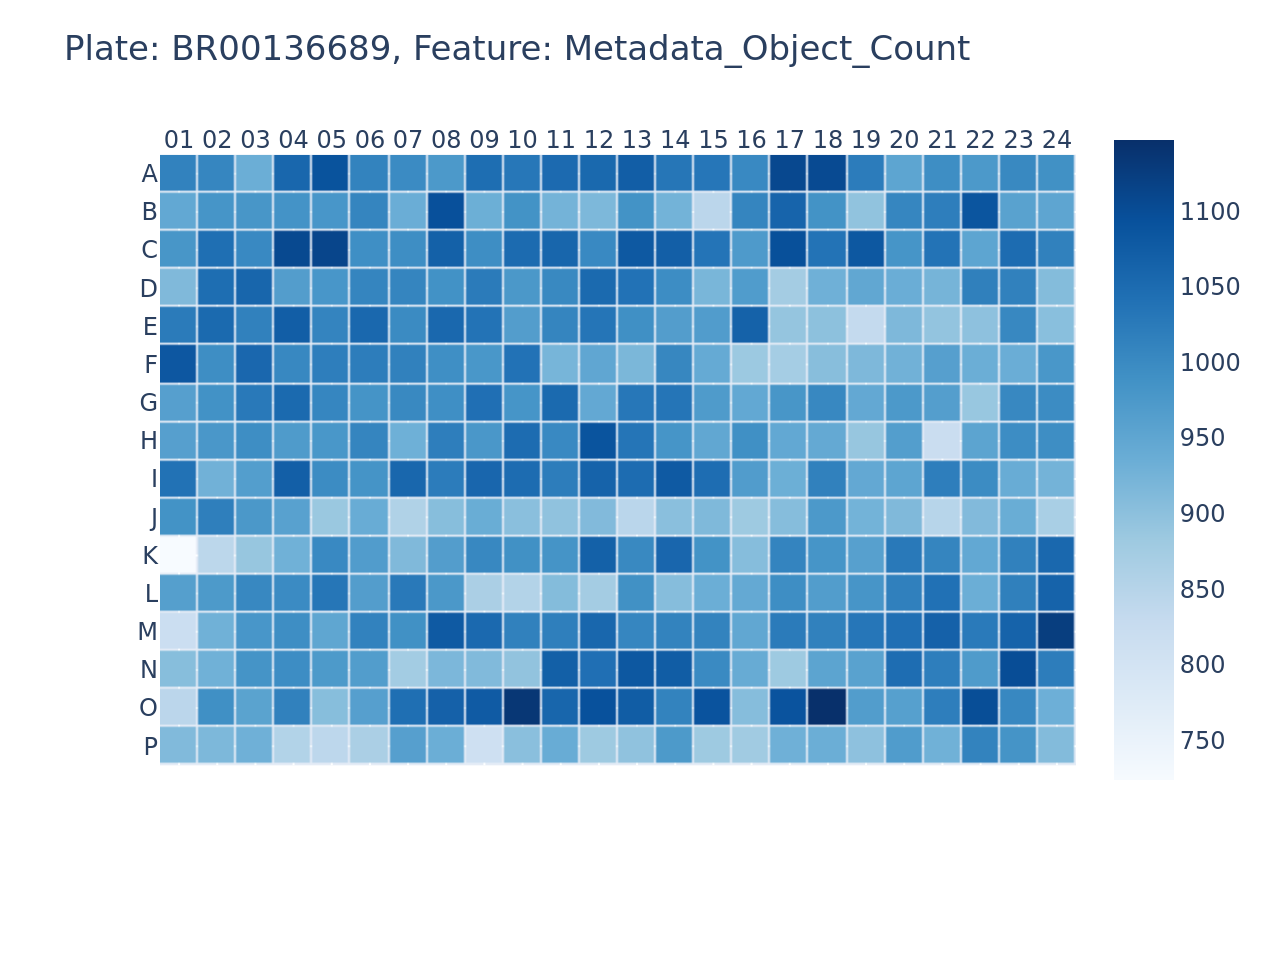 Plate: BR00136689, Feature: Metadata_Object_Count
01 02 03 04 05 06 07 08 09 10 11 12 13 14 15 16 17 18 19 20 21 22 23 24
A
B
C
D
E
F
G
H
I
J
K
L
M
N
O
P
1100
1050
1000
950
900
850
800
750